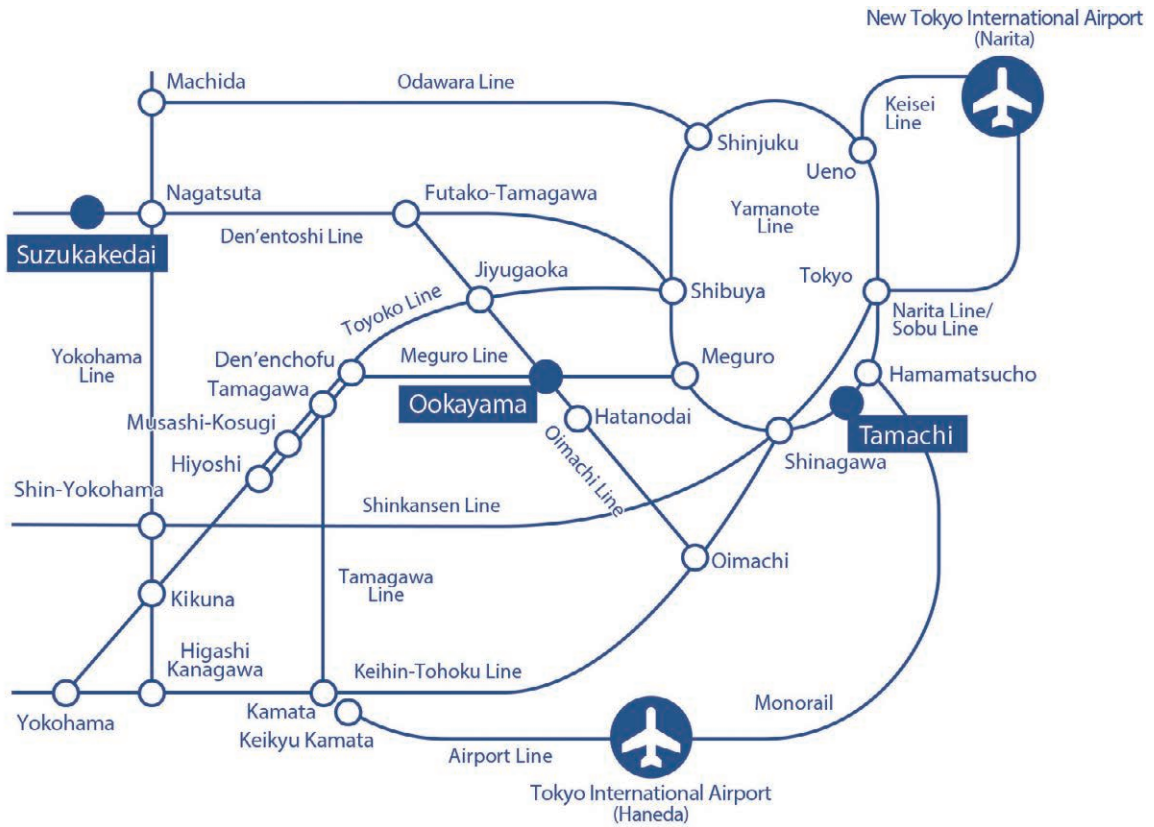 New Tokyo International Airport
(Narita)
Machida
Odawara Line
Keisei
Line
Shinjuku
Ueno
Nagatsuta
Futako-Tamagawa
Yamanote
Line
Suzukakedai
Den'entoshi Line
Jiyugaoka
Tokyo
Shibuya
Narita Line/
Sobu Line
Toyoko Line
Yokohama
Line
Den'enchofu
Meguro Line
Meguro
Hamamatsucho
Tamagawa
Ookayama
Musashi-Kosugi
Hatanodai
Tamachi
Hiyoshi
Oimachi Line
Shinagawa
Shin-Yokohama
Shinkansen Line
Oimachi
Kikuna
Tamagawa
Line
Higashi
Kanagawa
Keihin-Tohoku Line
Monorail
Yokohama
Kamata
Keikyu Kamata
Airport Line
Tokyo International Airport
(Haneda)